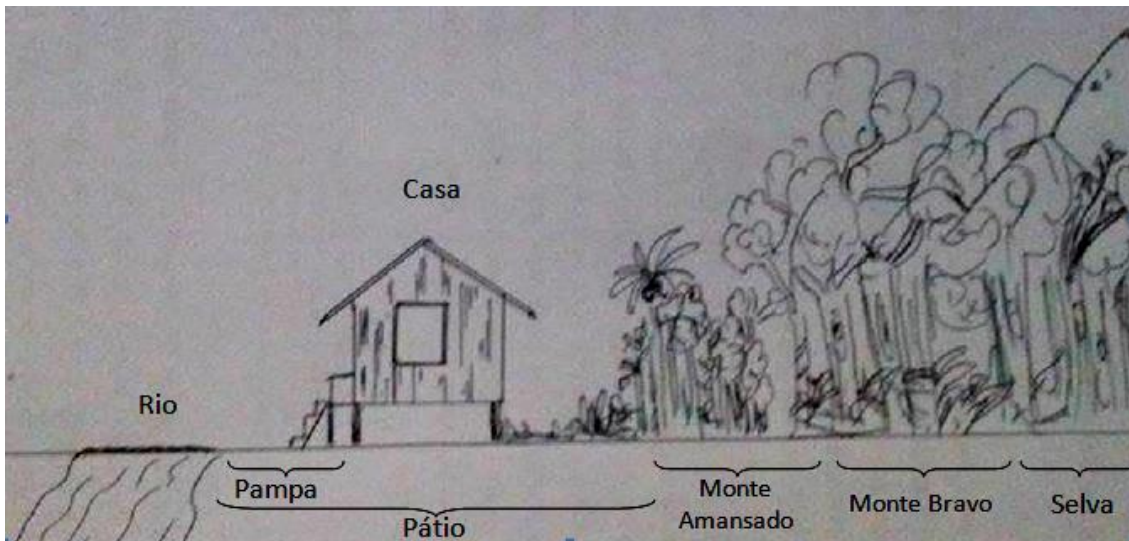 Casa
Rio
Pampa
Pátio
Monte
Amansado
Monte Bravo
Selva